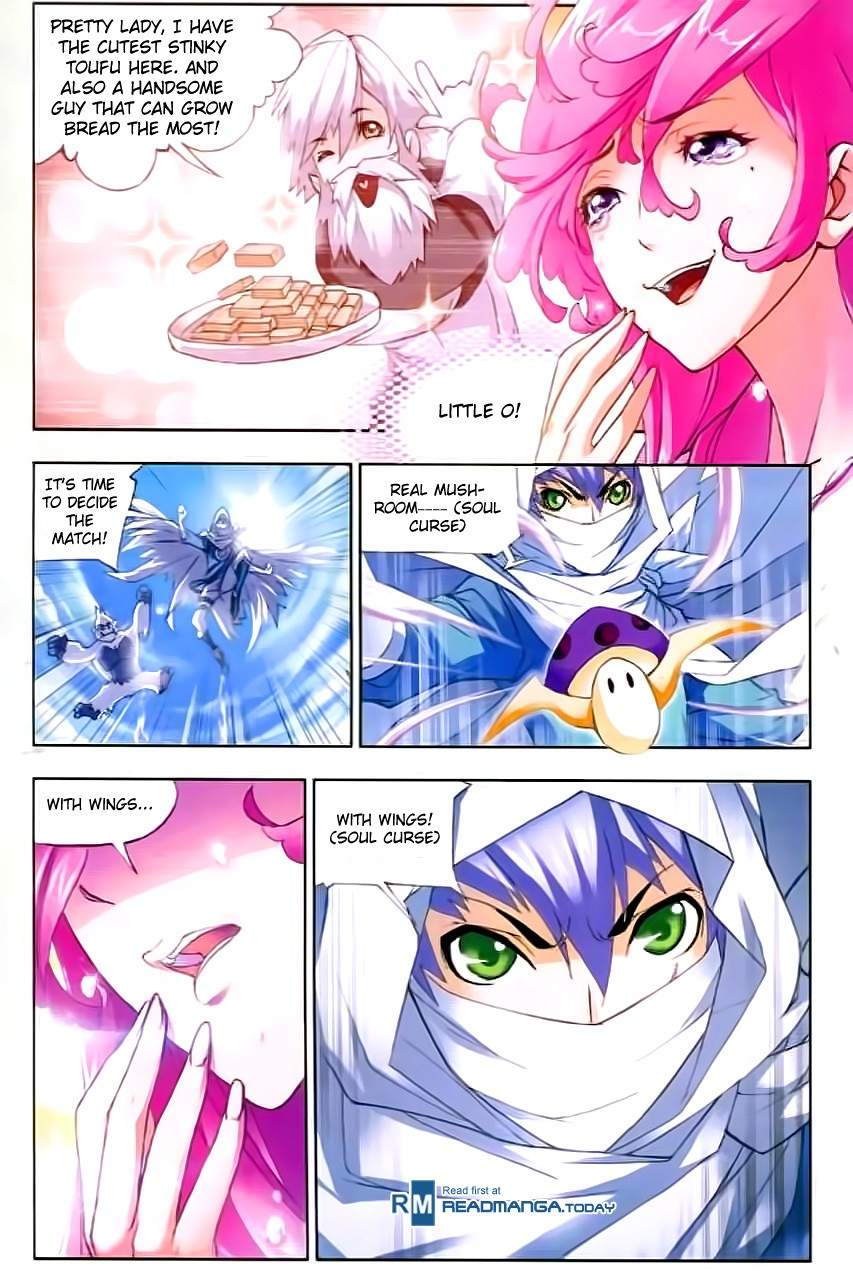 PRETTY LADY, I HAVE
THE CUTEST STINKY
TOUFU HERE. AND
ALSO A HANDSOME
GUY THAT CAN GROW
BREAD THE MOST!
LITTLE O!
IT'S TIME
TO DECIDE
THE
MATCH!
REAL MUSH-
ROOM---- (SOUL
CURSE)
WITH WINGS...
WITH WINGS!
(SOUL CURSE)
RM
Read first at
READMANGA.TODAY